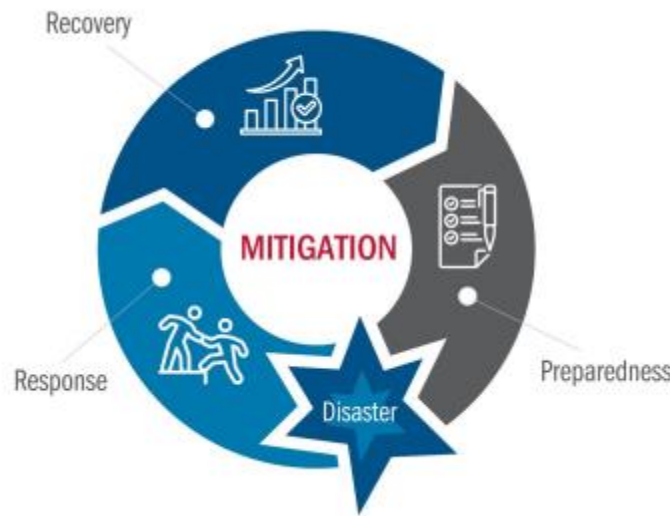 Recovery
MITIGATION
Response
Preparedness
Disaster